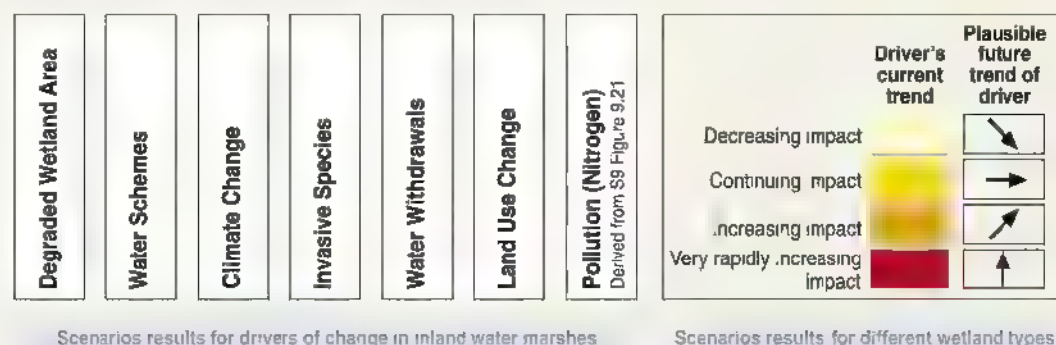 Degraded Wetland Area
Water Schemes
Climate Change
Invasive Species
Water Withdrawals
Land Use Change
Pollution (Nitrogen)
Derived from S9 Figure 9.21
Driver's
current
trend
Plausible
future
trend of
driver
Decreasing impact
Continuing impact
Increasing impact
Very rapidly increasing
impact
Scenarios results for drivers of change in inland water marshes
Scenarios results for different wetland types